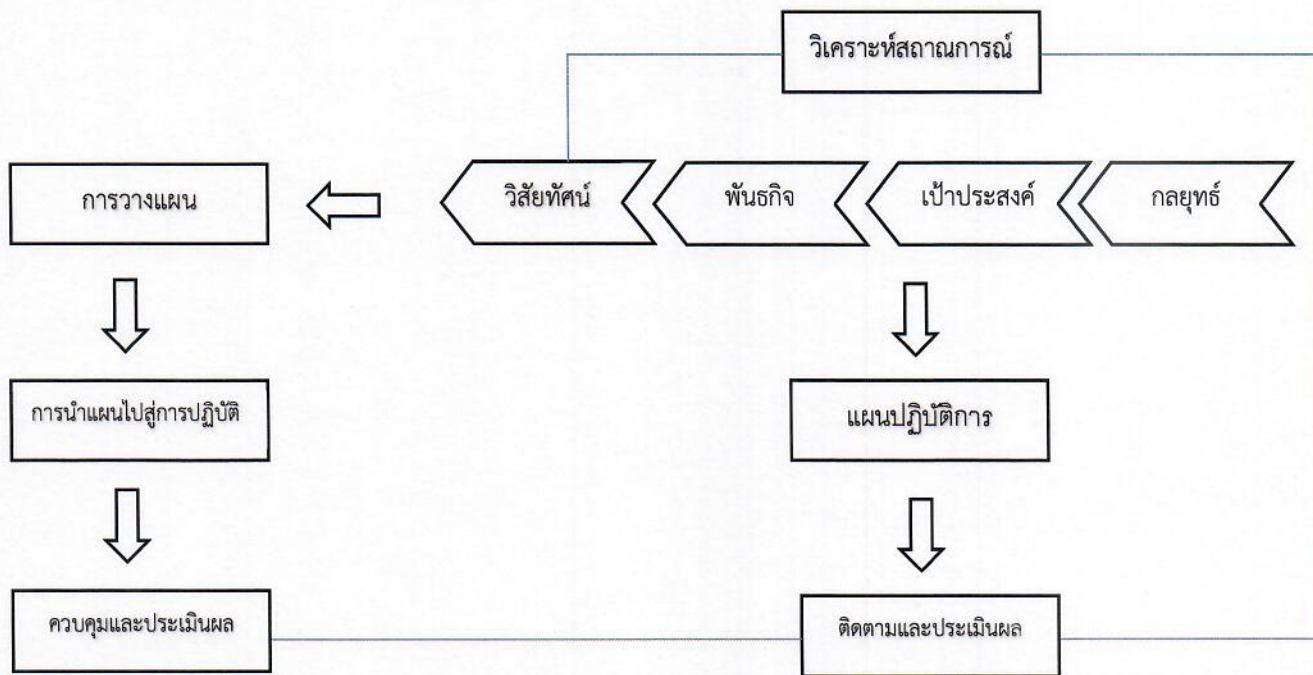 วิเคราะห์สถาณการณ์
การวางแผน
วิสัยทัศน์
พันธกิจ
เป้าประสงค์
กลยุทธ์
การนำแผนไปสู่การปฏิบัติ
แผนปฏิบัติการ
ควบคุมและประเมินผล
ติดตามและประเมินผล